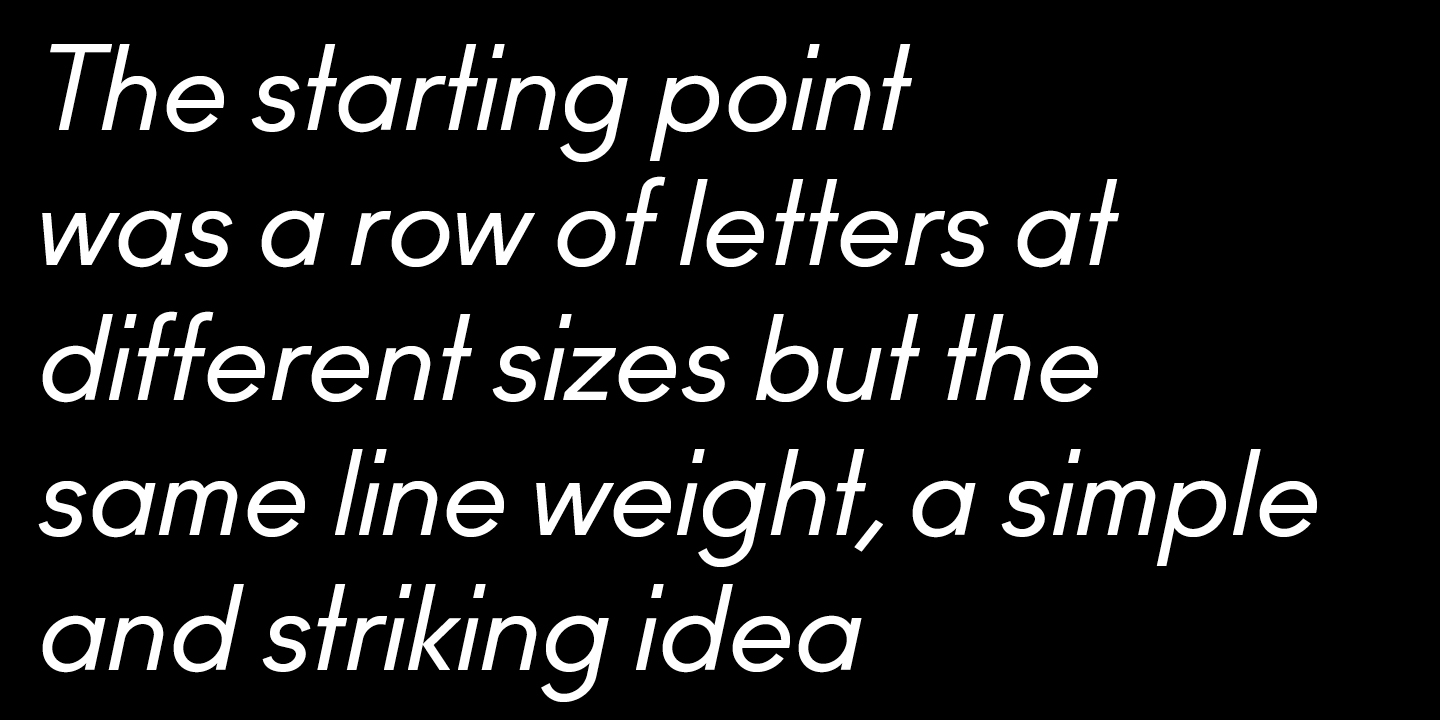 The starting point
was a row of letters at
different sizes but the
same line weight, a simple
and striking idea